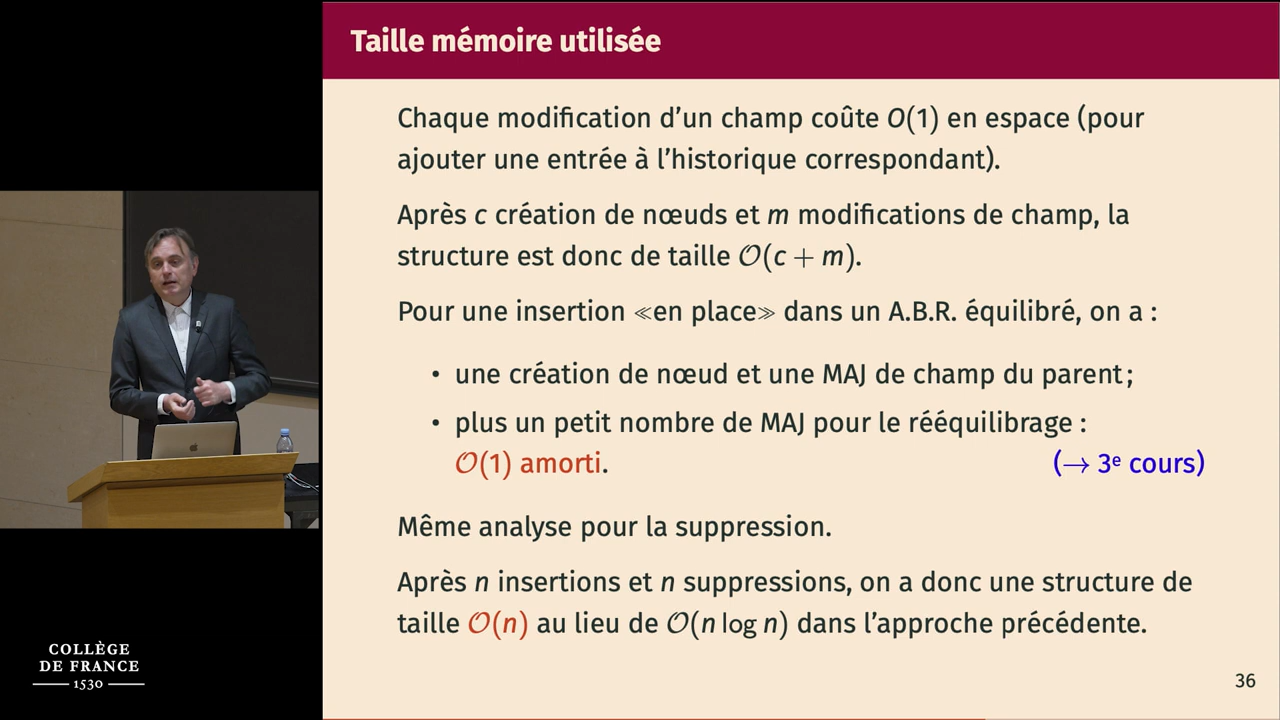 Taille mémoire utilisée
Chaque modification d'un champ coûte O(1) en espace (pour
ajouter une entrée à l'historique correspondant).
Après c création de nœuds et m modifications de champ, la
structure est donc de taille 𝒪(c + m).
Pour une insertion ≪en place≫ dans un A.B.R. équilibré, on a :
• une création de nœud et une MAJ de champ du parent ;
• plus un petit nombre de MAJ pour le rééquilibrage :
𝒪(1) amorti. (→ 3ᵉ cours)
Même analyse pour la suppression.
Après n insertions et n suppressions, on a donc une structure de
taille 𝒪(n) au lieu de 𝒪(n log n) dans l'approche précédente.
36
COLLÈGE
DE FRANCE
1530